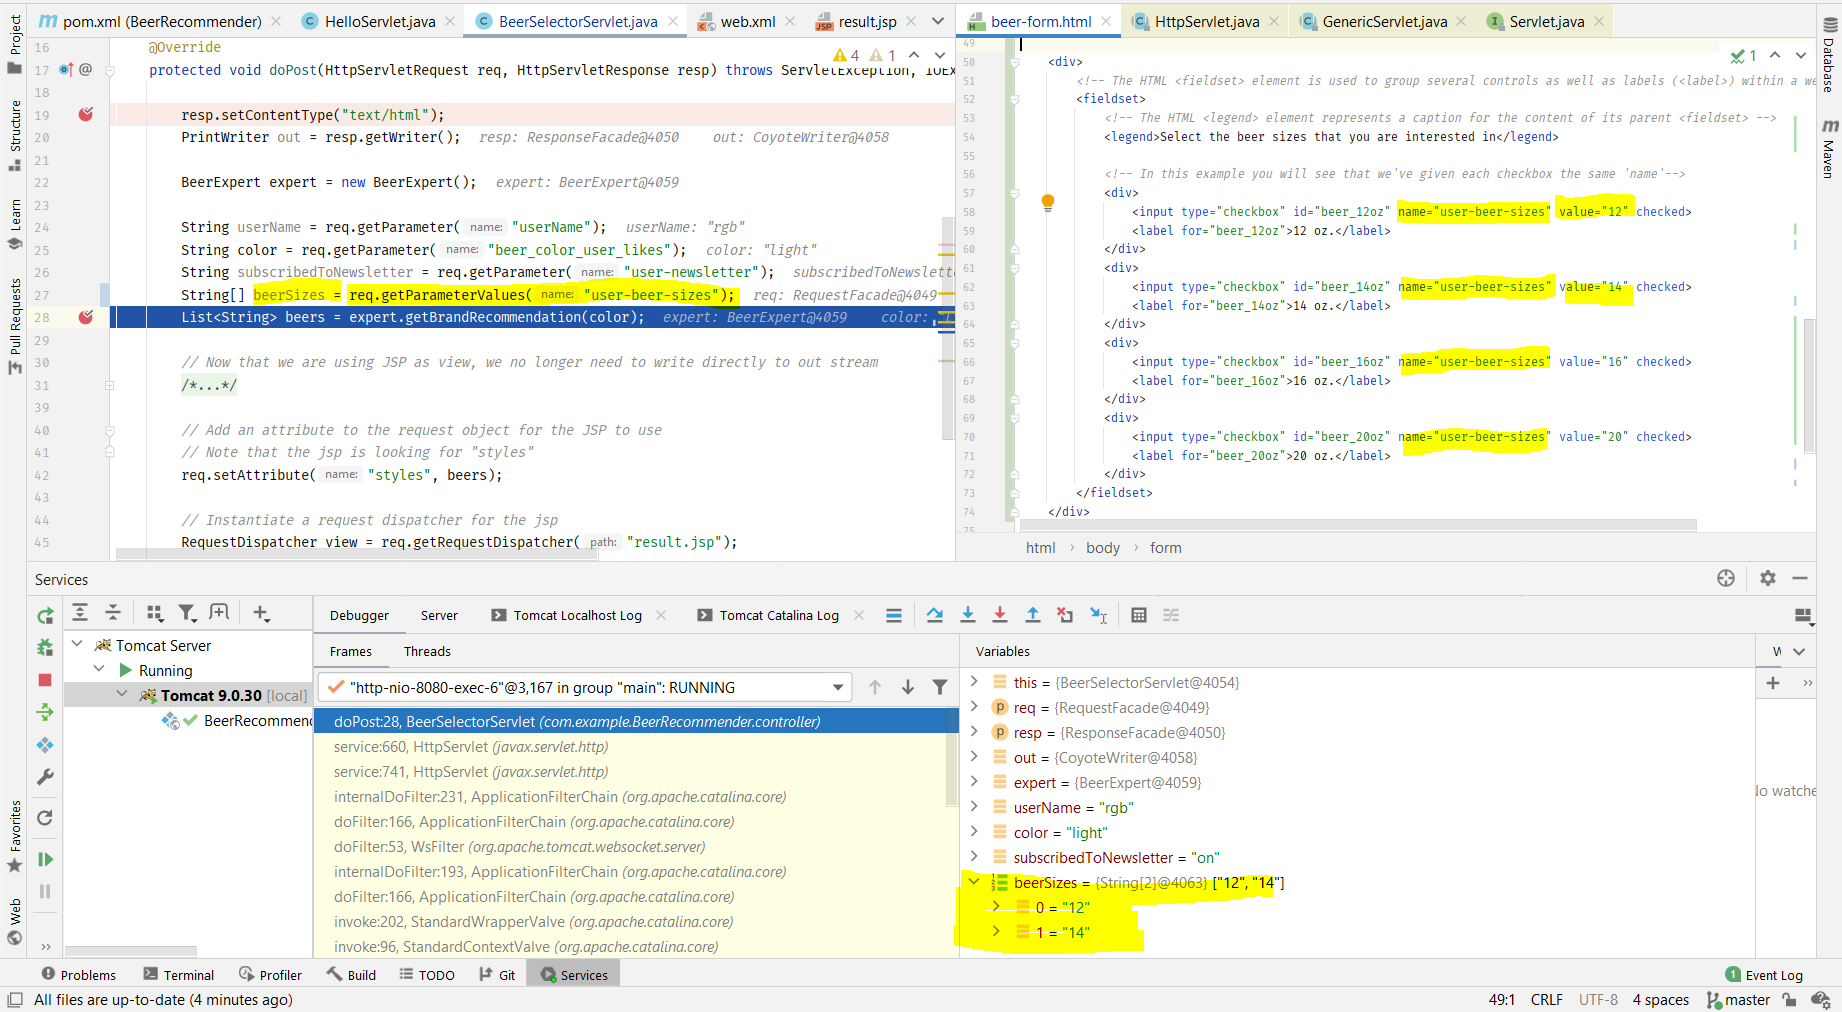 pom.xml (BeerRecommender)
HelloServlet.java
BeerSelectorServlet.java
web.xml
result.jsp
beer-form.html
HttpServlet.java
GenericServlet.java
Servlet.java
Project
Structure
Learn
Pull Requests
Favorites
Web
Database
Maven
4 1
1
16 @Override
17 protected void doPost(HttpServletRequest req, HttpServletResponse resp) throws ServletException, IOEx
18
19 resp.setContentType("text/html");
20 PrintWriter out = resp.getWriter(); resp: ResponseFacade@4050 out: CoyoteWriter@4058
21
22 BeerExpert expert = new BeerExpert(); expert: BeerExpert@4059
24 String userName = req.getParameter( name: "userName"); userName: "rgb"
25 String color = req.getParameter( name: "beer_color_user_likes"); color: "light"
26 String subscribedToNewsletter = req.getParameter( name: "user-newsletter"); subscribedToNewslett
27 String[] beerSizes = req.getParameterValues( name: "user-beer-sizes"); req: RequestFacade@4049
28 List<String> beers = expert.getBrandRecommendation(color); expert: BeerExpert@4059 color:
29
30 // Now that we are using JSP as view, we no longer need to write directly to out stream
31 /*...*/
39
40 // Add an attribute to the request object for the JSP to use
41 // Note that the jsp is looking for "styles"
42 req.setAttribute( name: "styles", beers);
43
44 // Instantiate a request dispatcher for the jsp
45 RequestDispatcher view = req.getRequestDispatcher( path: "result.jsp");
49
50 <div>
51 <!-- The HTML <fieldset> element is used to group several controls as well as labels (<label>) within a we
52 <fieldset>
53 <!-- The HTML <legend> element represents a caption for the content of its parent <fieldset> -->
54 <legend>Select the beer sizes that you are interested in</legend>
55
56 <!-- In this example you will see that we've given each checkbox the same 'name'-->
57 <div>
58 <input type="checkbox" id="beer_12oz" name="user-beer-sizes" value="12" checked>
59 <label for="beer_12oz">12 oz.</label>
60 </div>
61 <div>
62 <input type="checkbox" id="beer_14oz" name="user-beer-sizes" value="14" checked>
63 <label for="beer_14oz">14 oz.</label>
64 </div>
65 <div>
66 <input type="checkbox" id="beer_16oz" name="user-beer-sizes" value="16" checked>
67 <label for="beer_16oz">16 oz.</label>
68 </div>
69 <div>
70 <input type="checkbox" id="beer_20oz" name="user-beer-sizes" value="20" checked>
71 <label for="beer_20oz">20 oz.</label>
72 </div>
73 </fieldset>
74 </div>
75
html › body › form
Services
Debugger Server Tomcat Localhost Log Tomcat Catalina Log
Tomcat Server
Running
Tomcat 9.0.30 [local]
BeerRecommend
Frames Threads
"http-nio-8080-exec-6"@3,167 in group "main": RUNNING
doPost:28, BeerSelectorServlet (com.example.BeerRecommender.controller)
service:660, HttpServlet (javax.servlet.http)
service:741, HttpServlet (javax.servlet.http)
internalDoFilter:231, ApplicationFilterChain (org.apache.catalina.core)
doFilter:166, ApplicationFilterChain (org.apache.catalina.core)
doFilter:53, WsFilter (org.apache.tomcat.websocket.server)
internalDoFilter:193, ApplicationFilterChain (org.apache.catalina.core)
doFilter:166, ApplicationFilterChain (org.apache.catalina.core)
invoke:202, StandardWrapperValve (org.apache.catalina.core)
invoke:96, StandardContextValve (org.apache.catalina.core)
Variables
this = {BeerSelectorServlet@4054}
req = {RequestFacade@4049}
resp = {ResponseFacade@4050}
out = {CoyoteWriter@4058}
expert = {BeerExpert@4059}
userName = "rgb"
color = "light"
subscribedToNewsletter = "on"
beerSizes = {String[2]@4063} ["12", "14"]
0 = "12"
1 = "14"
W
No watche
Problems Terminal Profiler Build TODO Git Services
1 Event Log
All files are up-to-date (4 minutes ago)
49:1 CRLF UTF-8 4 spaces master